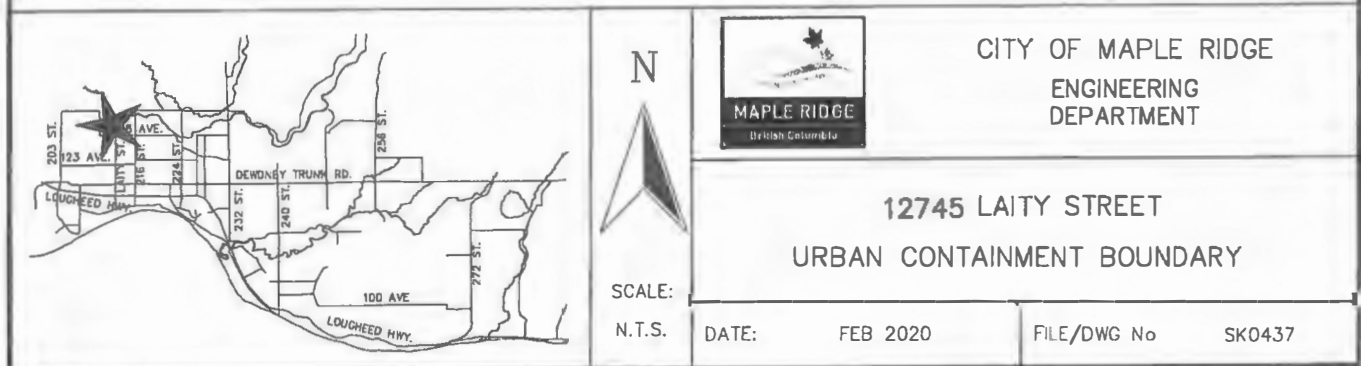 203 ST.
AVE.
123 AVE.
LAITY ST.
216 ST.
224 ST.
256 ST.
DEWDNEY TRUNK RD.
LOUGHEED HWY.
232 ST.
240 ST.
272 ST.
100 AVE
LOUGHEED HWY.
N
SCALE:
N.T.S.
MAPLE RIDGE
British Columbia
CITY OF MAPLE RIDGE
ENGINEERING
DEPARTMENT
12745 LAITY STREET
URBAN CONTAINMENT BOUNDARY
DATE: FEB 2020
FILE/DWG No SK0437